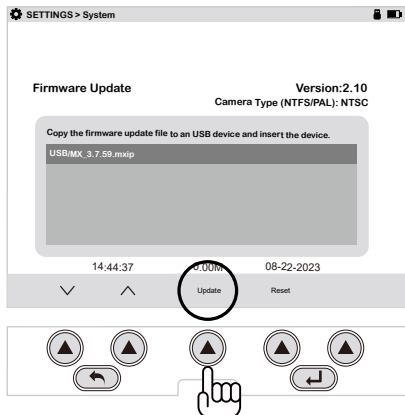 SETTINGS > System
Firmware Update
Version:2.10
Camera Type (NTFS/PAL): NTSC
Copy the firmware update file to an USB device and insert the device.
USB/MX_3.7.59.mxip
14:44:37
0.00M
08-22-2023
Update
Reset